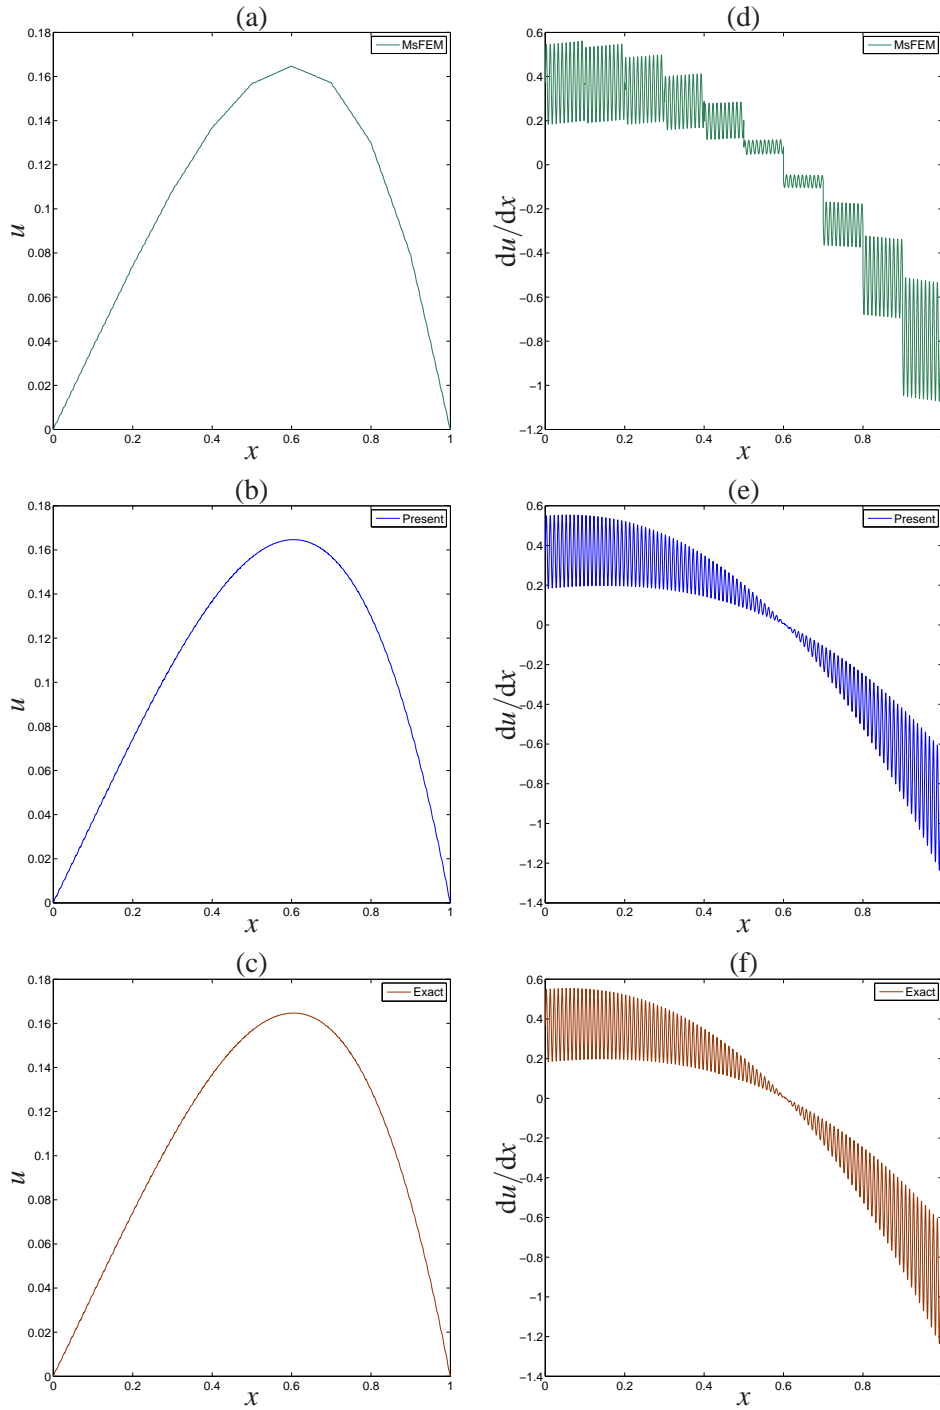 (a)
MsFEM
0.18
0.16
0.14
0.12
0.1
0.08
0.06
0.04
0.02
0
u
0 0.2 0.4 0.6 0.8 1
x
(d)
MsFEM
0.6
0.4
0.2
0
−0.2
−0.4
−0.6
−0.8
−1
−1.2
du/dx
0 0.2 0.4 0.6 0.8
x
(b)
Present
0.18
0.16
0.14
0.12
0.1
0.08
0.06
0.04
0.02
0
u
0 0.2 0.4 0.6 0.8 1
x
(e)
Present
0.6
0.4
0.2
0
−0.2
−0.4
−0.6
−0.8
−1
−1.2
−1.4
du/dx
0 0.2 0.4 0.6 0.8
x
(c)
Exact
0.18
0.16
0.14
0.12
0.1
0.08
0.06
0.04
0.02
0
u
0 0.2 0.4 0.6 0.8 1
x
(f)
Exact
0.6
0.4
0.2
0
−0.2
−0.4
−0.6
−0.8
−1
−1.2
−1.4
du/dx
0 0.2 0.4 0.6 0.8
x